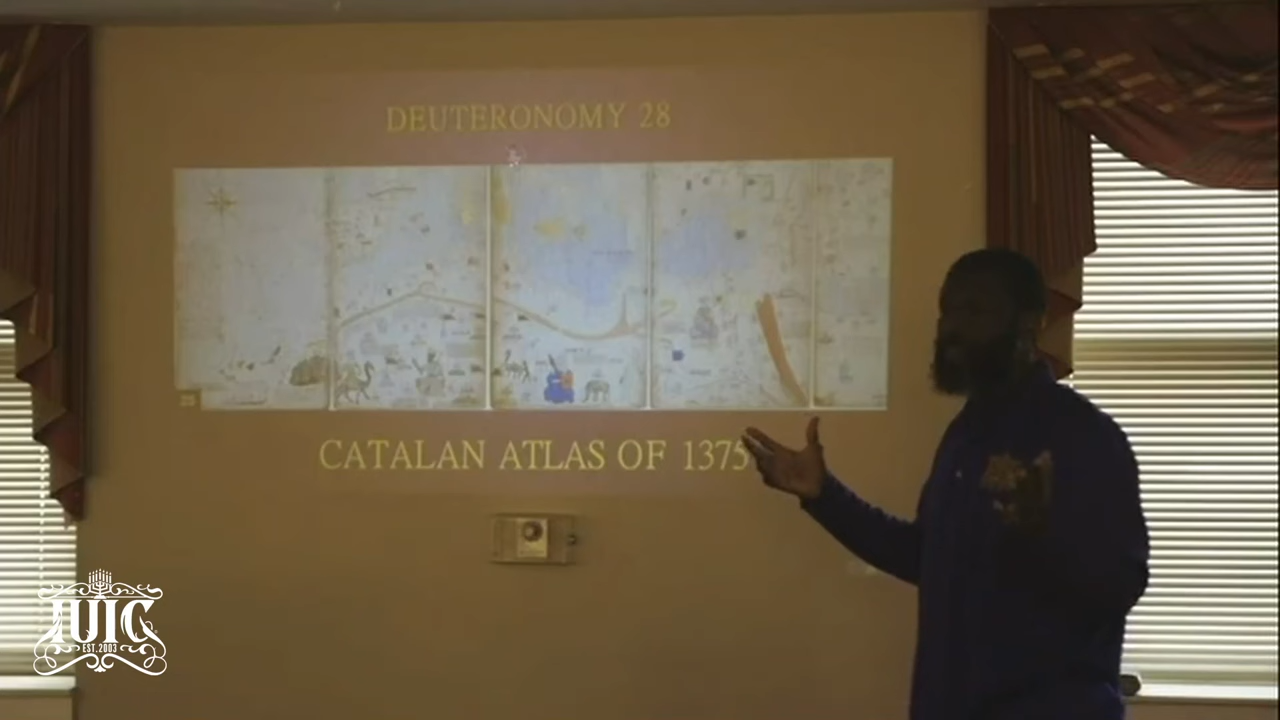 DEUTERONOMY 28
CATALAN ATLAS OF 1375
IUIC
EST. 2003